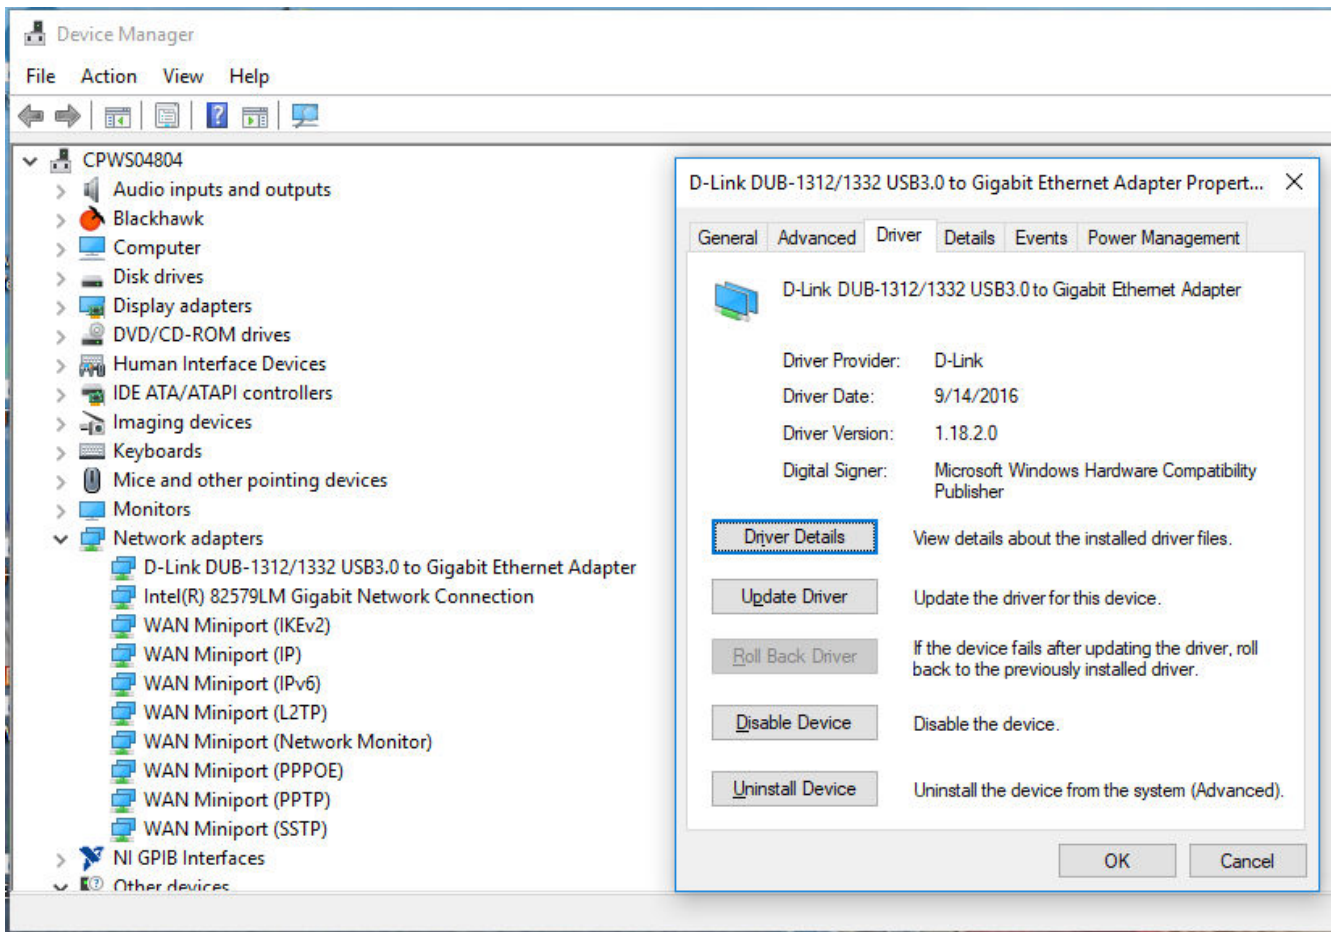 Device Manager
File Action View Help
CPWS04804
Audio inputs and outputs
Blackhawk
Computer
Disk drives
Display adapters
DVD/CD-ROM drives
Human Interface Devices
IDE ATA/ATAPI controllers
Imaging devices
Keyboards
Mice and other pointing devices
Monitors
Network adapters
D-Link DUB-1312/1332 USB3.0 to Gigabit Ethernet Adapter
Intel(R) 82579LM Gigabit Network Connection
WAN Miniport (IKEv2)
WAN Miniport (IP)
WAN Miniport (IPv6)
WAN Miniport (L2TP)
WAN Miniport (Network Monitor)
WAN Miniport (PPPOE)
WAN Miniport (PPTP)
WAN Miniport (SSTP)
NI GPIB Interfaces
Other devices
D-Link DUB-1312/1332 USB3.0 to Gigabit Ethernet Adapter Propert...
General Advanced Driver Details Events Power Management
D-Link DUB-1312/1332 USB3.0 to Gigabit Ethernet Adapter
Driver Provider: D-Link
Driver Date: 9/14/2016
Driver Version: 1.18.2.0
Digital Signer: Microsoft Windows Hardware Compatibility
Publisher
Driver Details View details about the installed driver files.
Update Driver Update the driver for this device.
Roll Back Driver If the device fails after updating the driver, roll
back to the previously installed driver.
Disable Device Disable the device.
Uninstall Device Uninstall the device from the system (Advanced).
OK Cancel